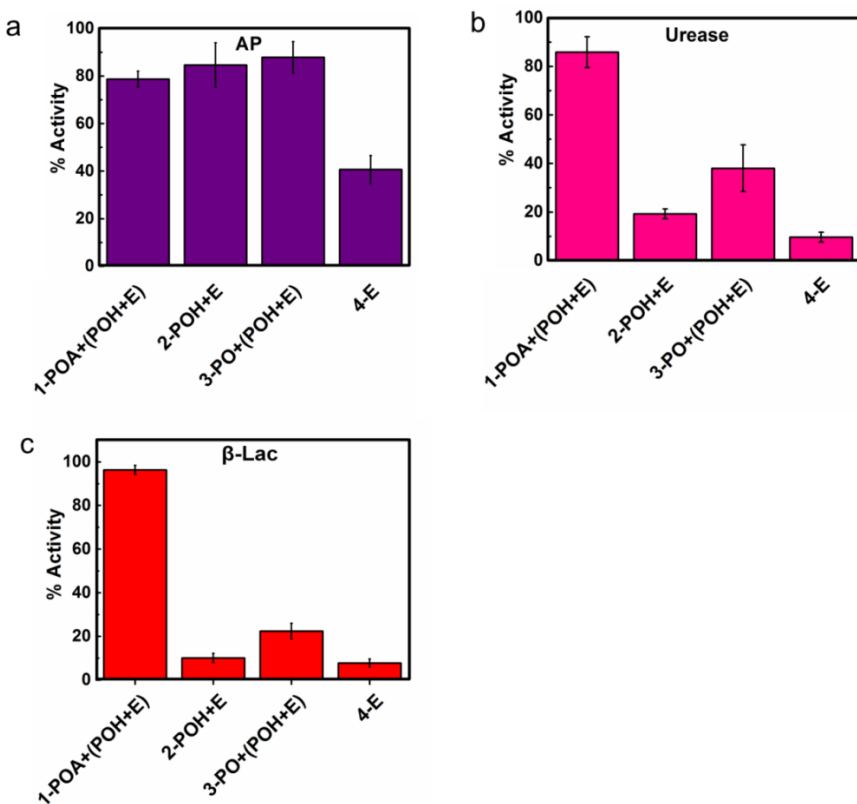 a
AP
% Activity
100
80
60
40
20
0
1-POA+(POH+E)
2-POH+E
3-PO+(POH+E)
4-E
b
Urease
% Activity
100
80
60
40
20
0
1-POA+(POH+E)
2-POH+E
3-PO+(POH+E)
4-E
c
β-Lac
% Activity
100
80
60
40
20
0
1-POA+(POH+E)
2-POH+E
3-PO+(POH+E)
4-E